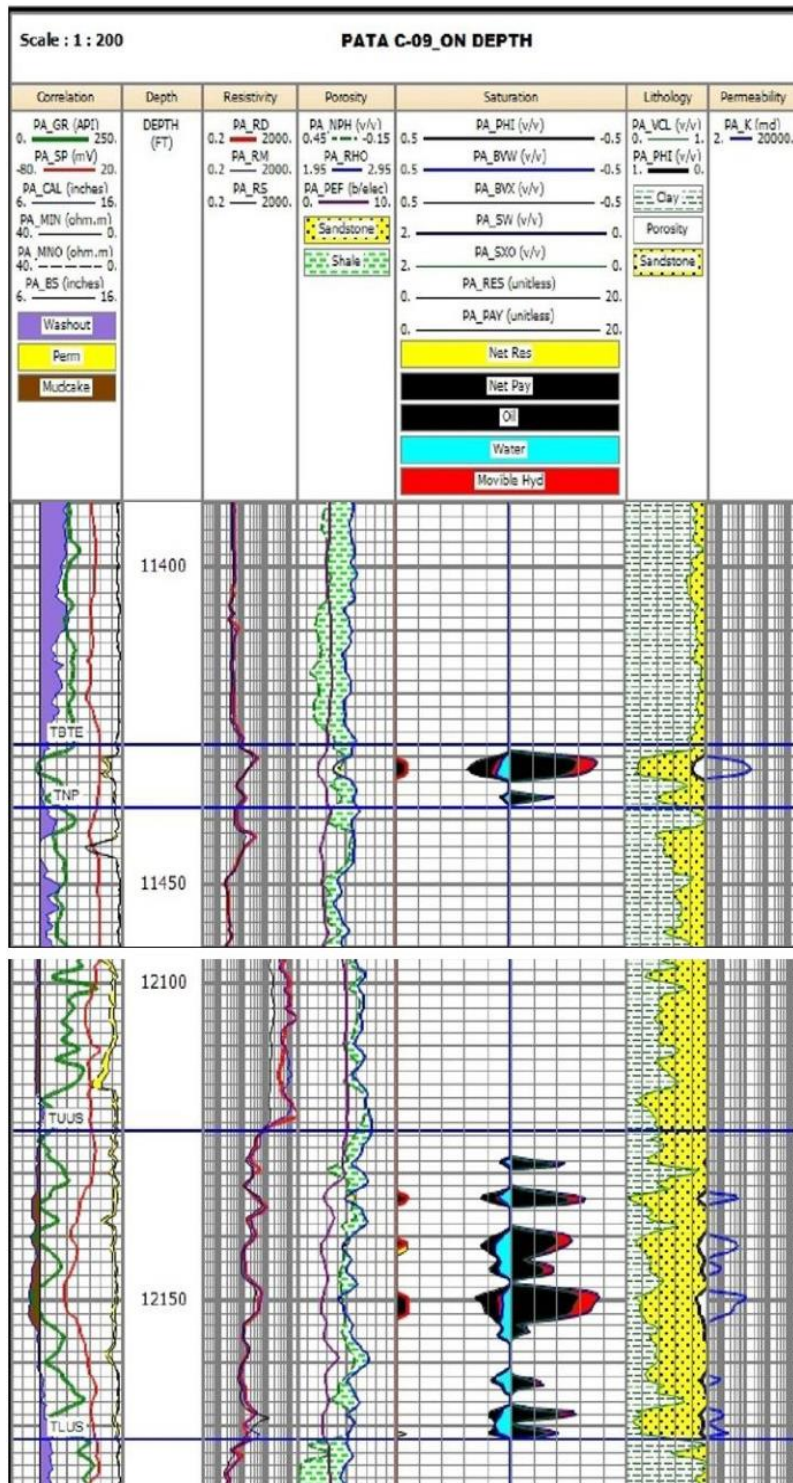 Scale : 1 : 200 PATA C-09_ON DEPTH
Correlation Depth Resistivity Porosity Saturation Lithology Permeability
PA_GR (API)
0. 250.
PA_SP (mV)
-80. 20.
PA_CAL (inches)
6. 16.
PA_MIN (ohm.m)
40. 0.
PA_MNO (ohm.m)
40. 0.
PA_BS (inches)
6. 16.
Washout
Perm
Mudcake
DEPTH
(FT)
PA_RD
0.2 2000.
PA_RM
0.2 2000.
PA_RS
0.2 2000.
PA_NPH (v/v)
0.45 -0.15
PA_RHO
1.95 2.95
PA_PEF (b/elec)
0. 10.
Sandstone
Shale
PA_PHI (v/v)
0.5 -0.5
PA_BVW (v/v)
0.5 -0.5
PA_BVX (v/v)
0.5 -0.5
PA_SW (v/v)
2. 0.
PA_SXO (v/v)
2. 0.
PA_RES (unitless)
0. 20.
PA_PAY (unitless)
0. 20.
Net Res
Net Pay
Oil
Water
Movible Hyd
PA_VCL (v/v)
0. 1.
PA_PHI (v/v)
1. 0.
Clay
Porosity
Sandstone
PA_K (md)
2. 20000.
11400
TBTE
TNP
11450
12100
TUUS
12150
TLUS